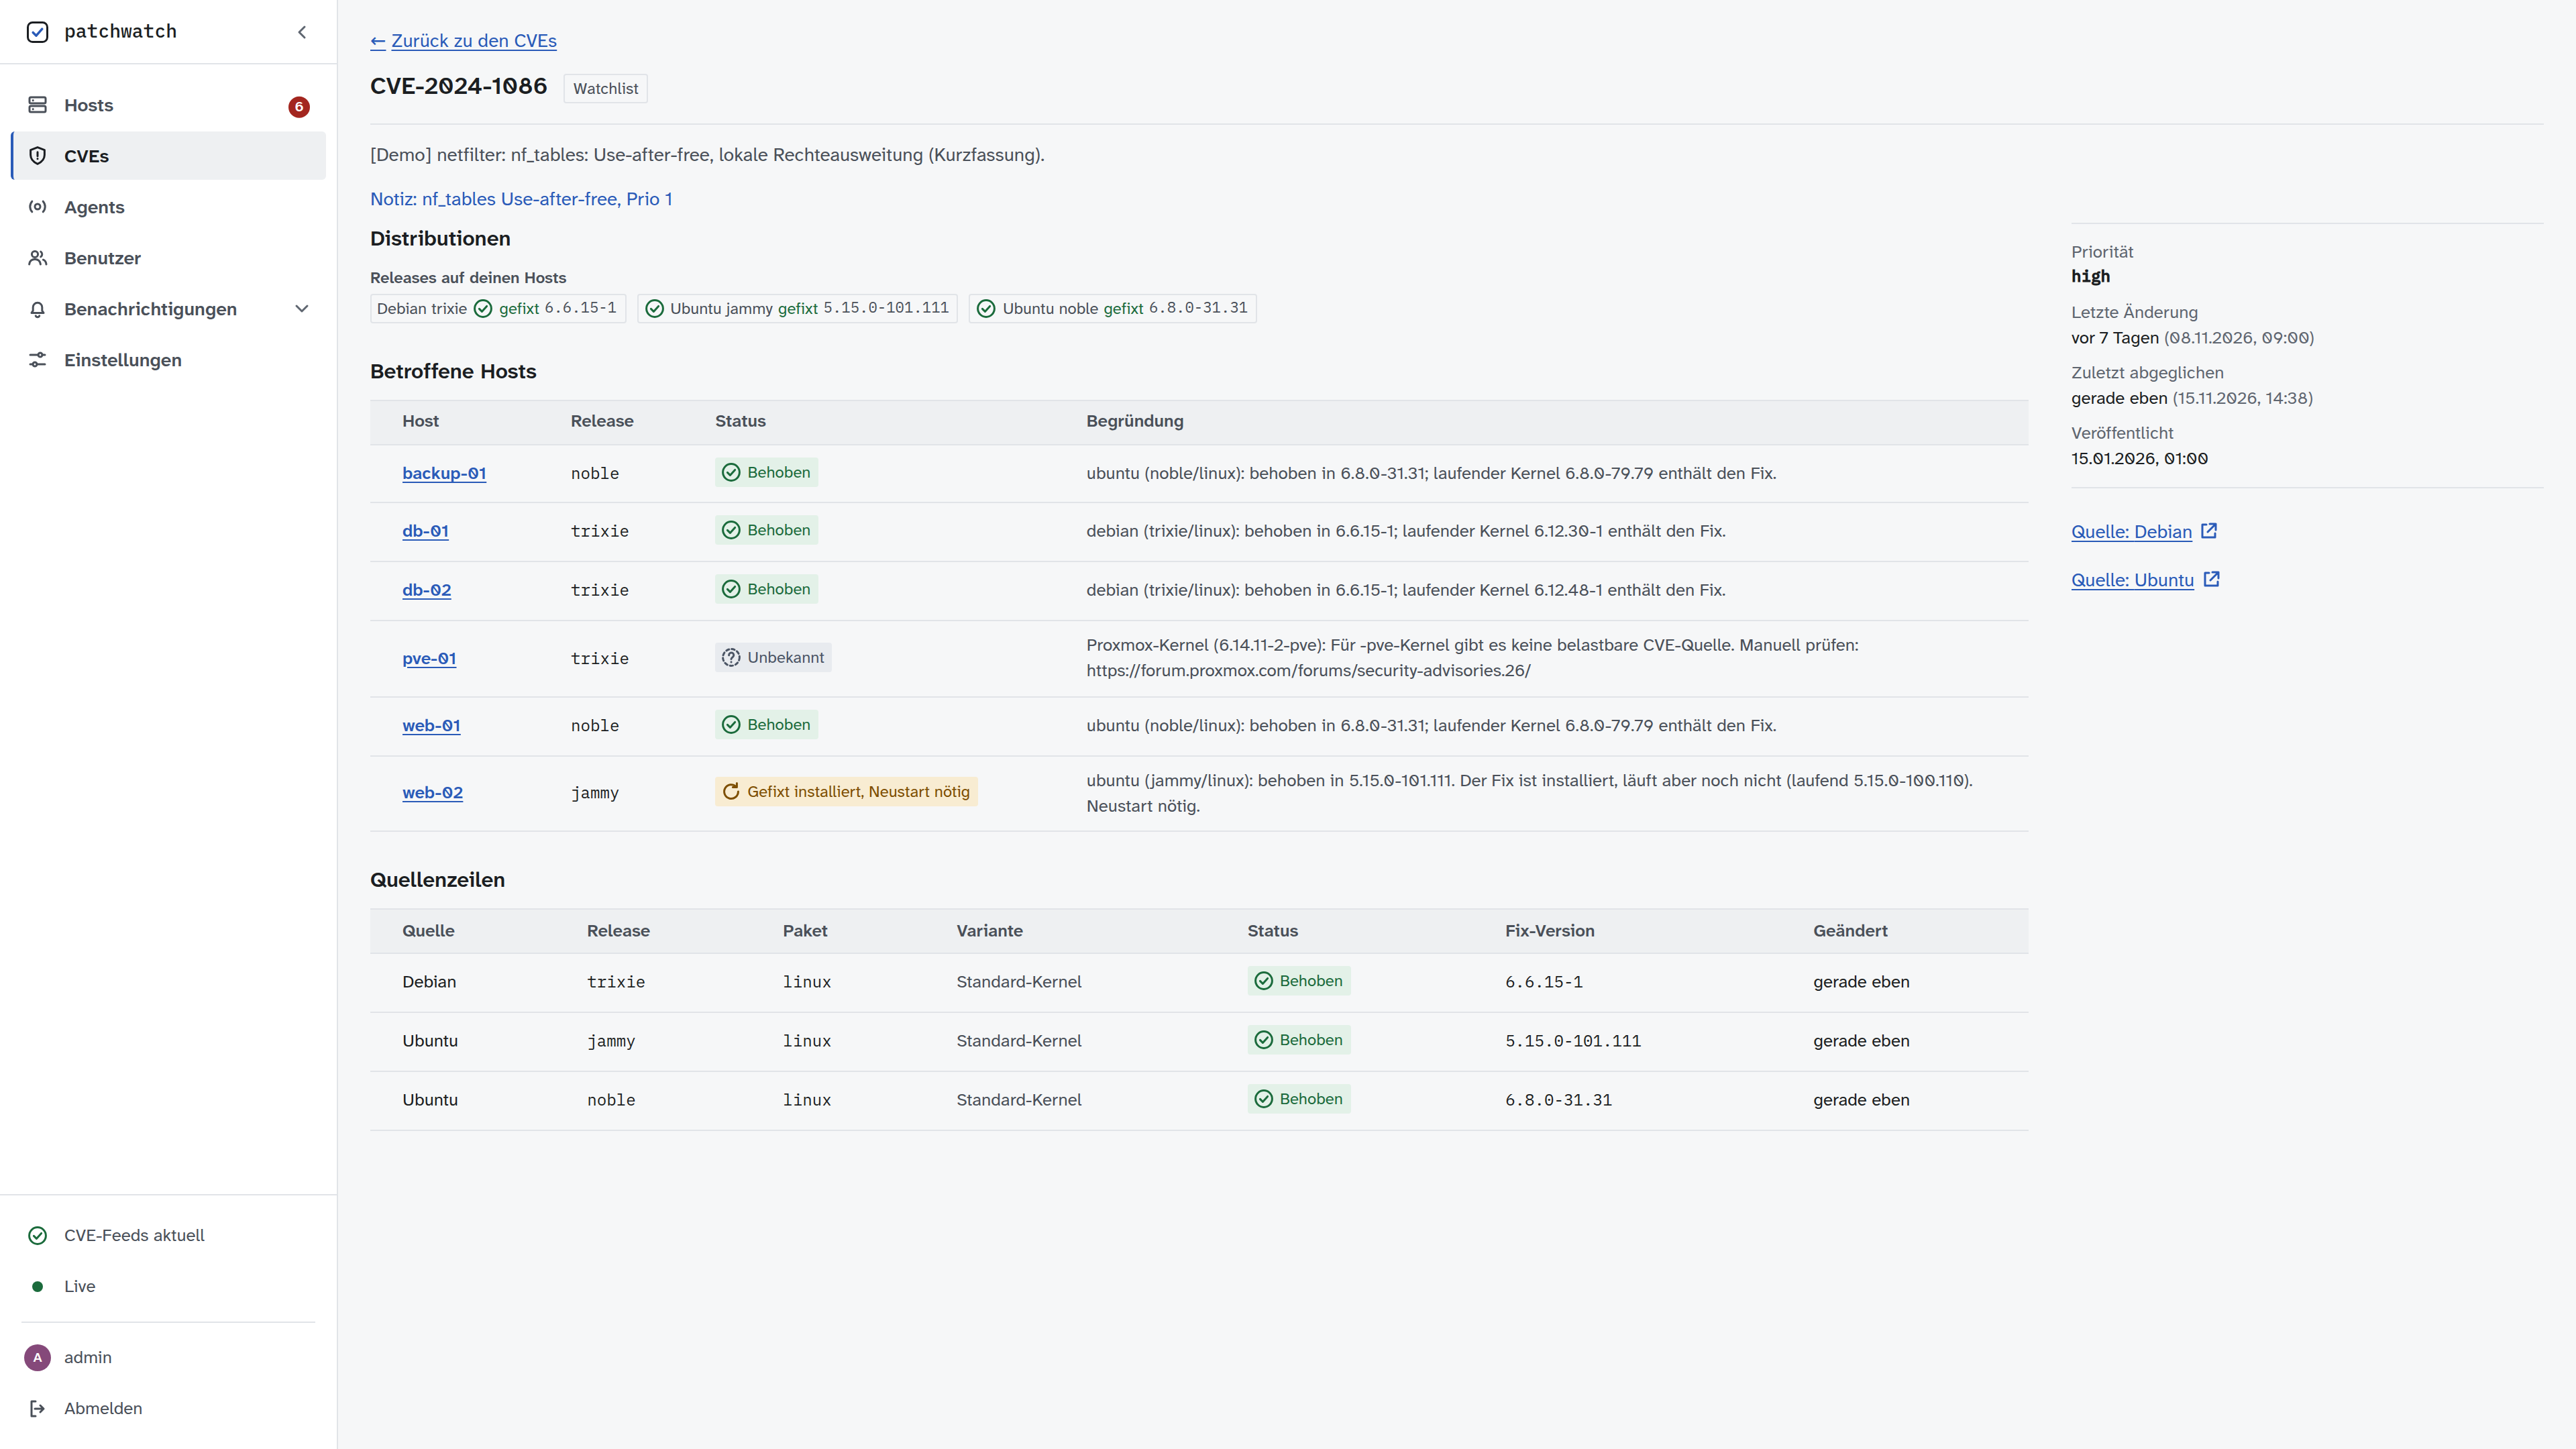 patchwatch
Hosts 6
CVEs
Agents
Benutzer
Benachrichtigungen
Einstellungen
CVE-Feeds aktuell
Live
A admin
Abmelden
← Zurück zu den CVEs
CVE-2024-1086 Watchlist
[Demo] netfilter: nf_tables: Use-after-free, lokale Rechteausweitung (Kurzfassung).
Notiz: nf_tables Use-after-free, Prio 1
Distributionen
Releases auf deinen Hosts
Debian trixie gefixt 6.6.15-1 Ubuntu jammy gefixt 5.15.0-101.111 Ubuntu noble gefixt 6.8.0-31.31
Betroffene Hosts
Host Release Status Begründung
backup-01 noble Behoben ubuntu (noble/linux): behoben in 6.8.0-31.31; laufender Kernel 6.8.0-79.79 enthält den Fix.
db-01 trixie Behoben debian (trixie/linux): behoben in 6.6.15-1; laufender Kernel 6.12.30-1 enthält den Fix.
db-02 trixie Behoben debian (trixie/linux): behoben in 6.6.15-1; laufender Kernel 6.12.48-1 enthält den Fix.
pve-01 trixie Unbekannt Proxmox-Kernel (6.14.11-2-pve): Für -pve-Kernel gibt es keine belastbare CVE-Quelle. Manuell prüfen:
https://forum.proxmox.com/forums/security-advisories.26/
web-01 noble Behoben ubuntu (noble/linux): behoben in 6.8.0-31.31; laufender Kernel 6.8.0-79.79 enthält den Fix.
web-02 jammy Gefixt installiert, Neustart nötig ubuntu (jammy/linux): behoben in 5.15.0-101.111. Der Fix ist installiert, läuft aber noch nicht (laufend 5.15.0-100.110).
Neustart nötig.
Quellenzeilen
Quelle Release Paket Variante Status Fix-Version Geändert
Debian trixie linux Standard-Kernel Behoben 6.6.15-1 gerade eben
Ubuntu jammy linux Standard-Kernel Behoben 5.15.0-101.111 gerade eben
Ubuntu noble linux Standard-Kernel Behoben 6.8.0-31.31 gerade eben
Priorität
high
Letzte Änderung
vor 7 Tagen (08.11.2026, 09:00)
Zuletzt abgeglichen
gerade eben (15.11.2026, 14:38)
Veröffentlicht
15.01.2026, 01:00
Quelle: Debian
Quelle: Ubuntu